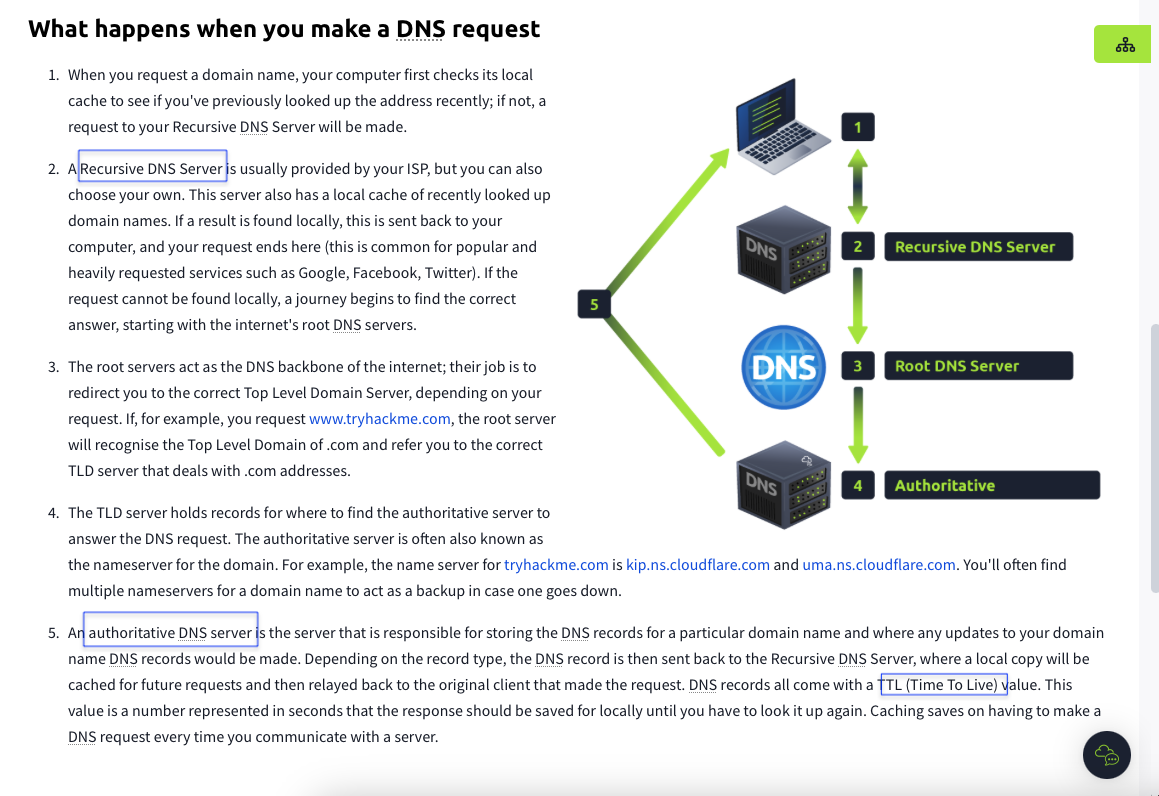 What happens when you make a DNS request
1. When you request a domain name, your computer first checks its local
cache to see if you've previously looked up the address recently; if not, a
request to your Recursive DNS Server will be made.
2. A Recursive DNS Server is usually provided by your ISP, but you can also
choose your own. This server also has a local cache of recently looked up
domain names. If a result is found locally, this is sent back to your
computer, and your request ends here (this is common for popular and
heavily requested services such as Google, Facebook, Twitter). If the
request cannot be found locally, a journey begins to find the correct
answer, starting with the internet's root DNS servers.
3. The root servers act as the DNS backbone of the internet; their job is to
redirect you to the correct Top Level Domain Server, depending on your
request. If, for example, you request www.tryhackme.com, the root server
will recognise the Top Level Domain of .com and refer you to the correct
TLD server that deals with .com addresses.
4. The TLD server holds records for where to find the authoritative server to
answer the DNS request. The authoritative server is often also known as
the nameserver for the domain. For example, the name server for tryhackme.com is kip.ns.cloudflare.com and uma.ns.cloudflare.com. You'll often find
multiple nameservers for a domain name to act as a backup in case one goes down.
5. An authoritative DNS server is the server that is responsible for storing the DNS records for a particular domain name and where any updates to your domain
name DNS records would be made. Depending on the record type, the DNS record is then sent back to the Recursive DNS Server, where a local copy will be
cached for future requests and then relayed back to the original client that made the request. DNS records all come with a TTL (Time To Live) value. This
value is a number represented in seconds that the response should be saved for locally until you have to look it up again. Caching saves on having to make a
DNS request every time you communicate with a server.
1
DNS
2 Recursive DNS Server
5
DNS
3 Root DNS Server
DNS
4 Authoritative